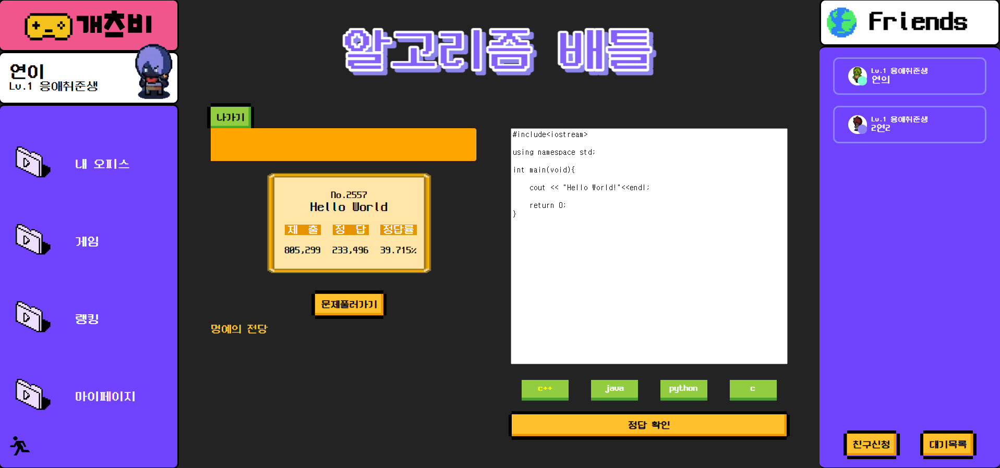 개츠비
연이
Lv.1 응애취준생
내 오피스
게임
랭킹
마이페이지
알고리즘 배틀
나가기
No.2557
Hello World
제 출 정 답 정답률
805,299 233,496 39.715%
문제풀러가기
명예의 전당
#include<iostream>
using namespace std;
int main(void){
cout << "Hello World!"<<endl;
return 0;
}
c++ java python c
정답 확인
Friends
Lv.1 응애취준생
연의
Lv.1 응애취준생
2연2
친구신청 대기목록